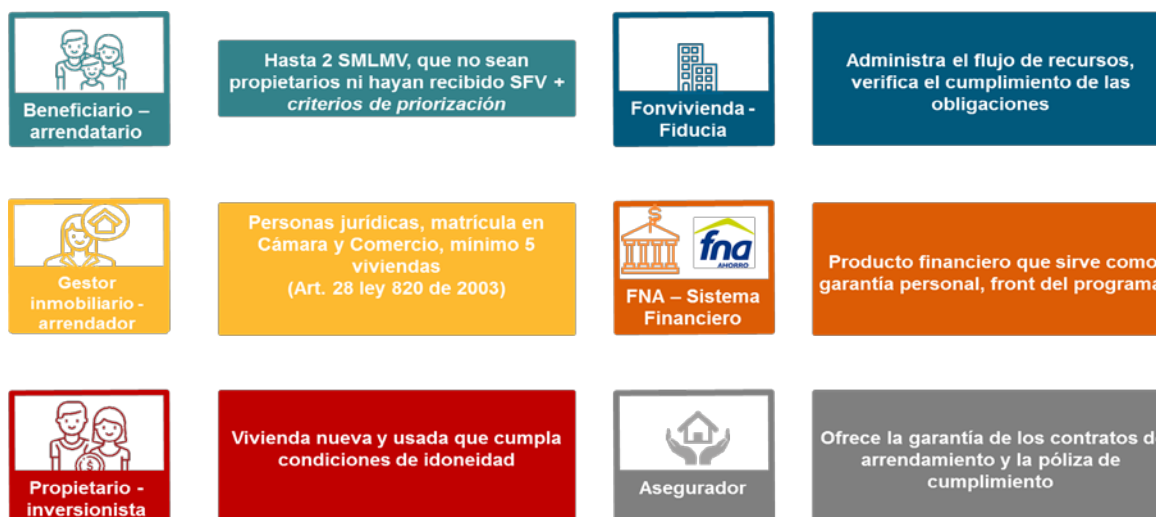 Beneficiario –
arrendatario
Hasta 2 SMLMV, que no sean
propietarios ni hayan recibido SFV +
criterios de priorización
Fonvivienda -
Fiducia
Administra el flujo de recursos,
verifica el cumplimiento de las
obligaciones
Gestor
inmobiliario -
arrendador
Personas jurídicas, matrícula en
Cámara y Comercio, mínimo 5
viviendas
(Art. 28 ley 820 de 2003)
fna
AHORRO
FNA – Sistema
Financiero
Producto financiero que sirve como
garantía personal, front del programa
Propietario -
inversionista
Vivienda nueva y usada que cumpla
condiciones de idoneidad
Asegurador
Ofrece la garantía de los contratos de
arrendamiento y la póliza de
cumplimiento